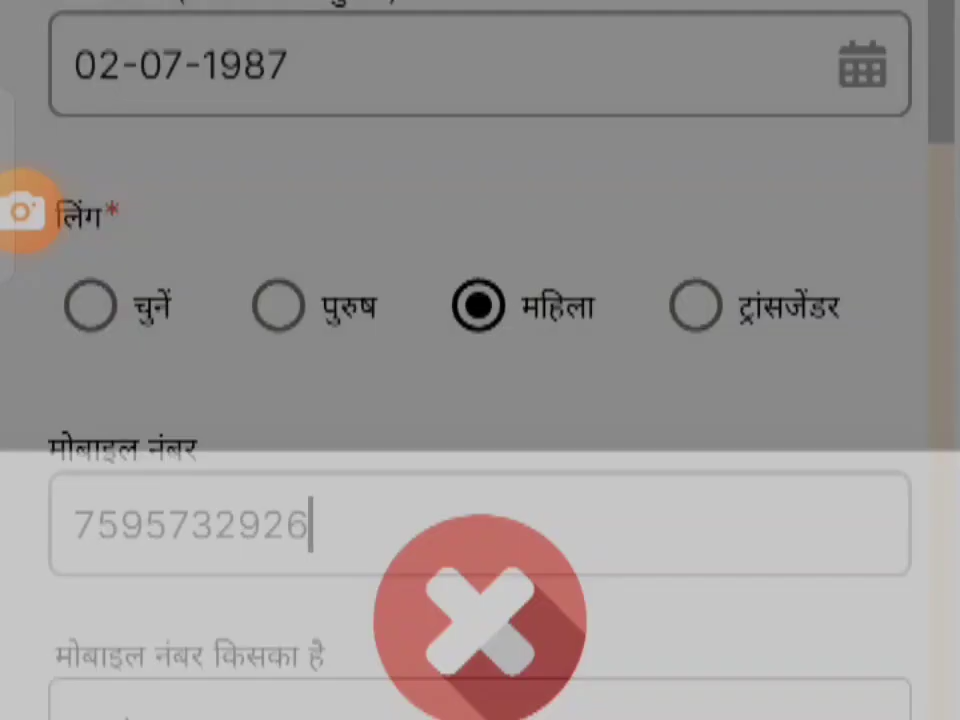 02-07-1987
लिंग*
चुनें पुरुष महिला ट्रांसजेंडर
मोबाइल नंबर
7595732926
मोबाइल नंबर किसका है